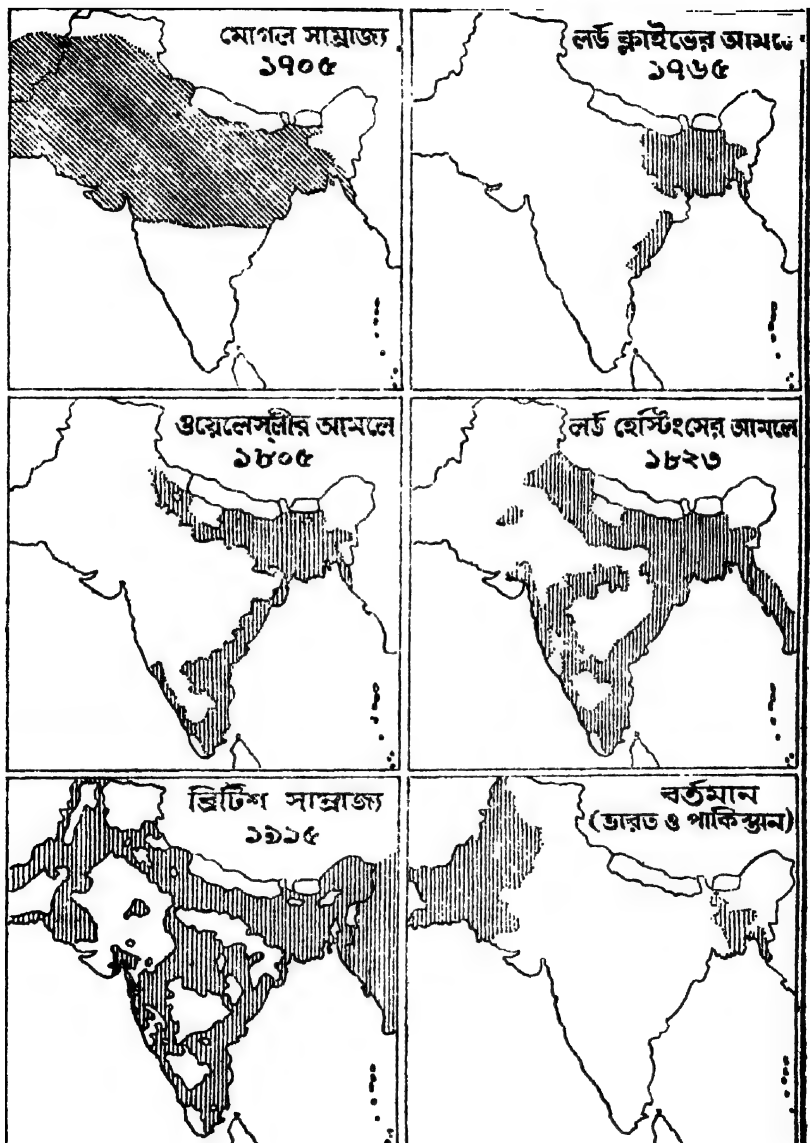 মোগল সাম্রাজ্য
১৭০৫
লর্ড ক্লাইভের আমলে
১৭৬৫
ওয়েলেস্‌লীর আমলে
১৮০৫
লর্ড হেস্টিংসের আমলে
১৮২৩
ব্রিটিশ সাম্রাজ্য
১৯১৫
বর্তমান
(ভারত ও পাকিস্তান)